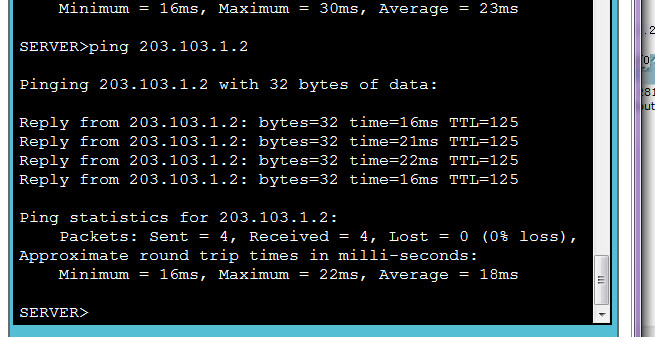 Minimum = 16ms, Maximum = 30ms, Average = 23ms
SERVER>ping 203.103.1.2
Pinging 203.103.1.2 with 32 bytes of data:
Reply from 203.103.1.2: bytes=32 time=16ms TTL=125
Reply from 203.103.1.2: bytes=32 time=21ms TTL=125
Reply from 203.103.1.2: bytes=32 time=22ms TTL=125
Reply from 203.103.1.2: bytes=32 time=16ms TTL=125
Ping statistics for 203.103.1.2:
Packets: Sent = 4, Received = 4, Lost = 0 (0% loss),
Approximate round trip times in milli-seconds:
Minimum = 16ms, Maximum = 22ms, Average = 18ms
SERVER>